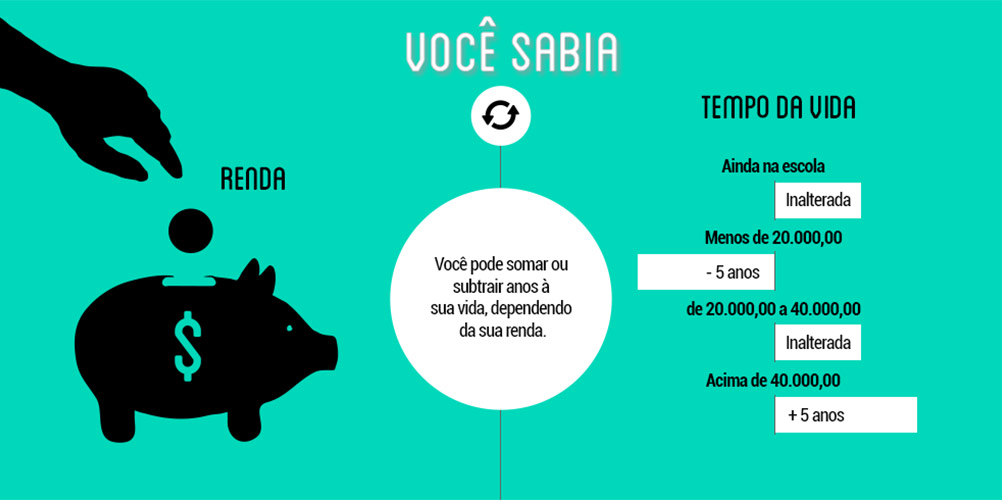 VOCÊ SABIA
RENDA
$
Você pode somar ou
subtrair anos à
sua vida, dependendo
da sua renda.
TEMPO DA VIDA
Ainda na escola
Inalterada
Menos de 20.000,00
- 5 anos
de 20.000,00 a 40.000,00
Inalterada
Acima de 40.000,00
+ 5 anos